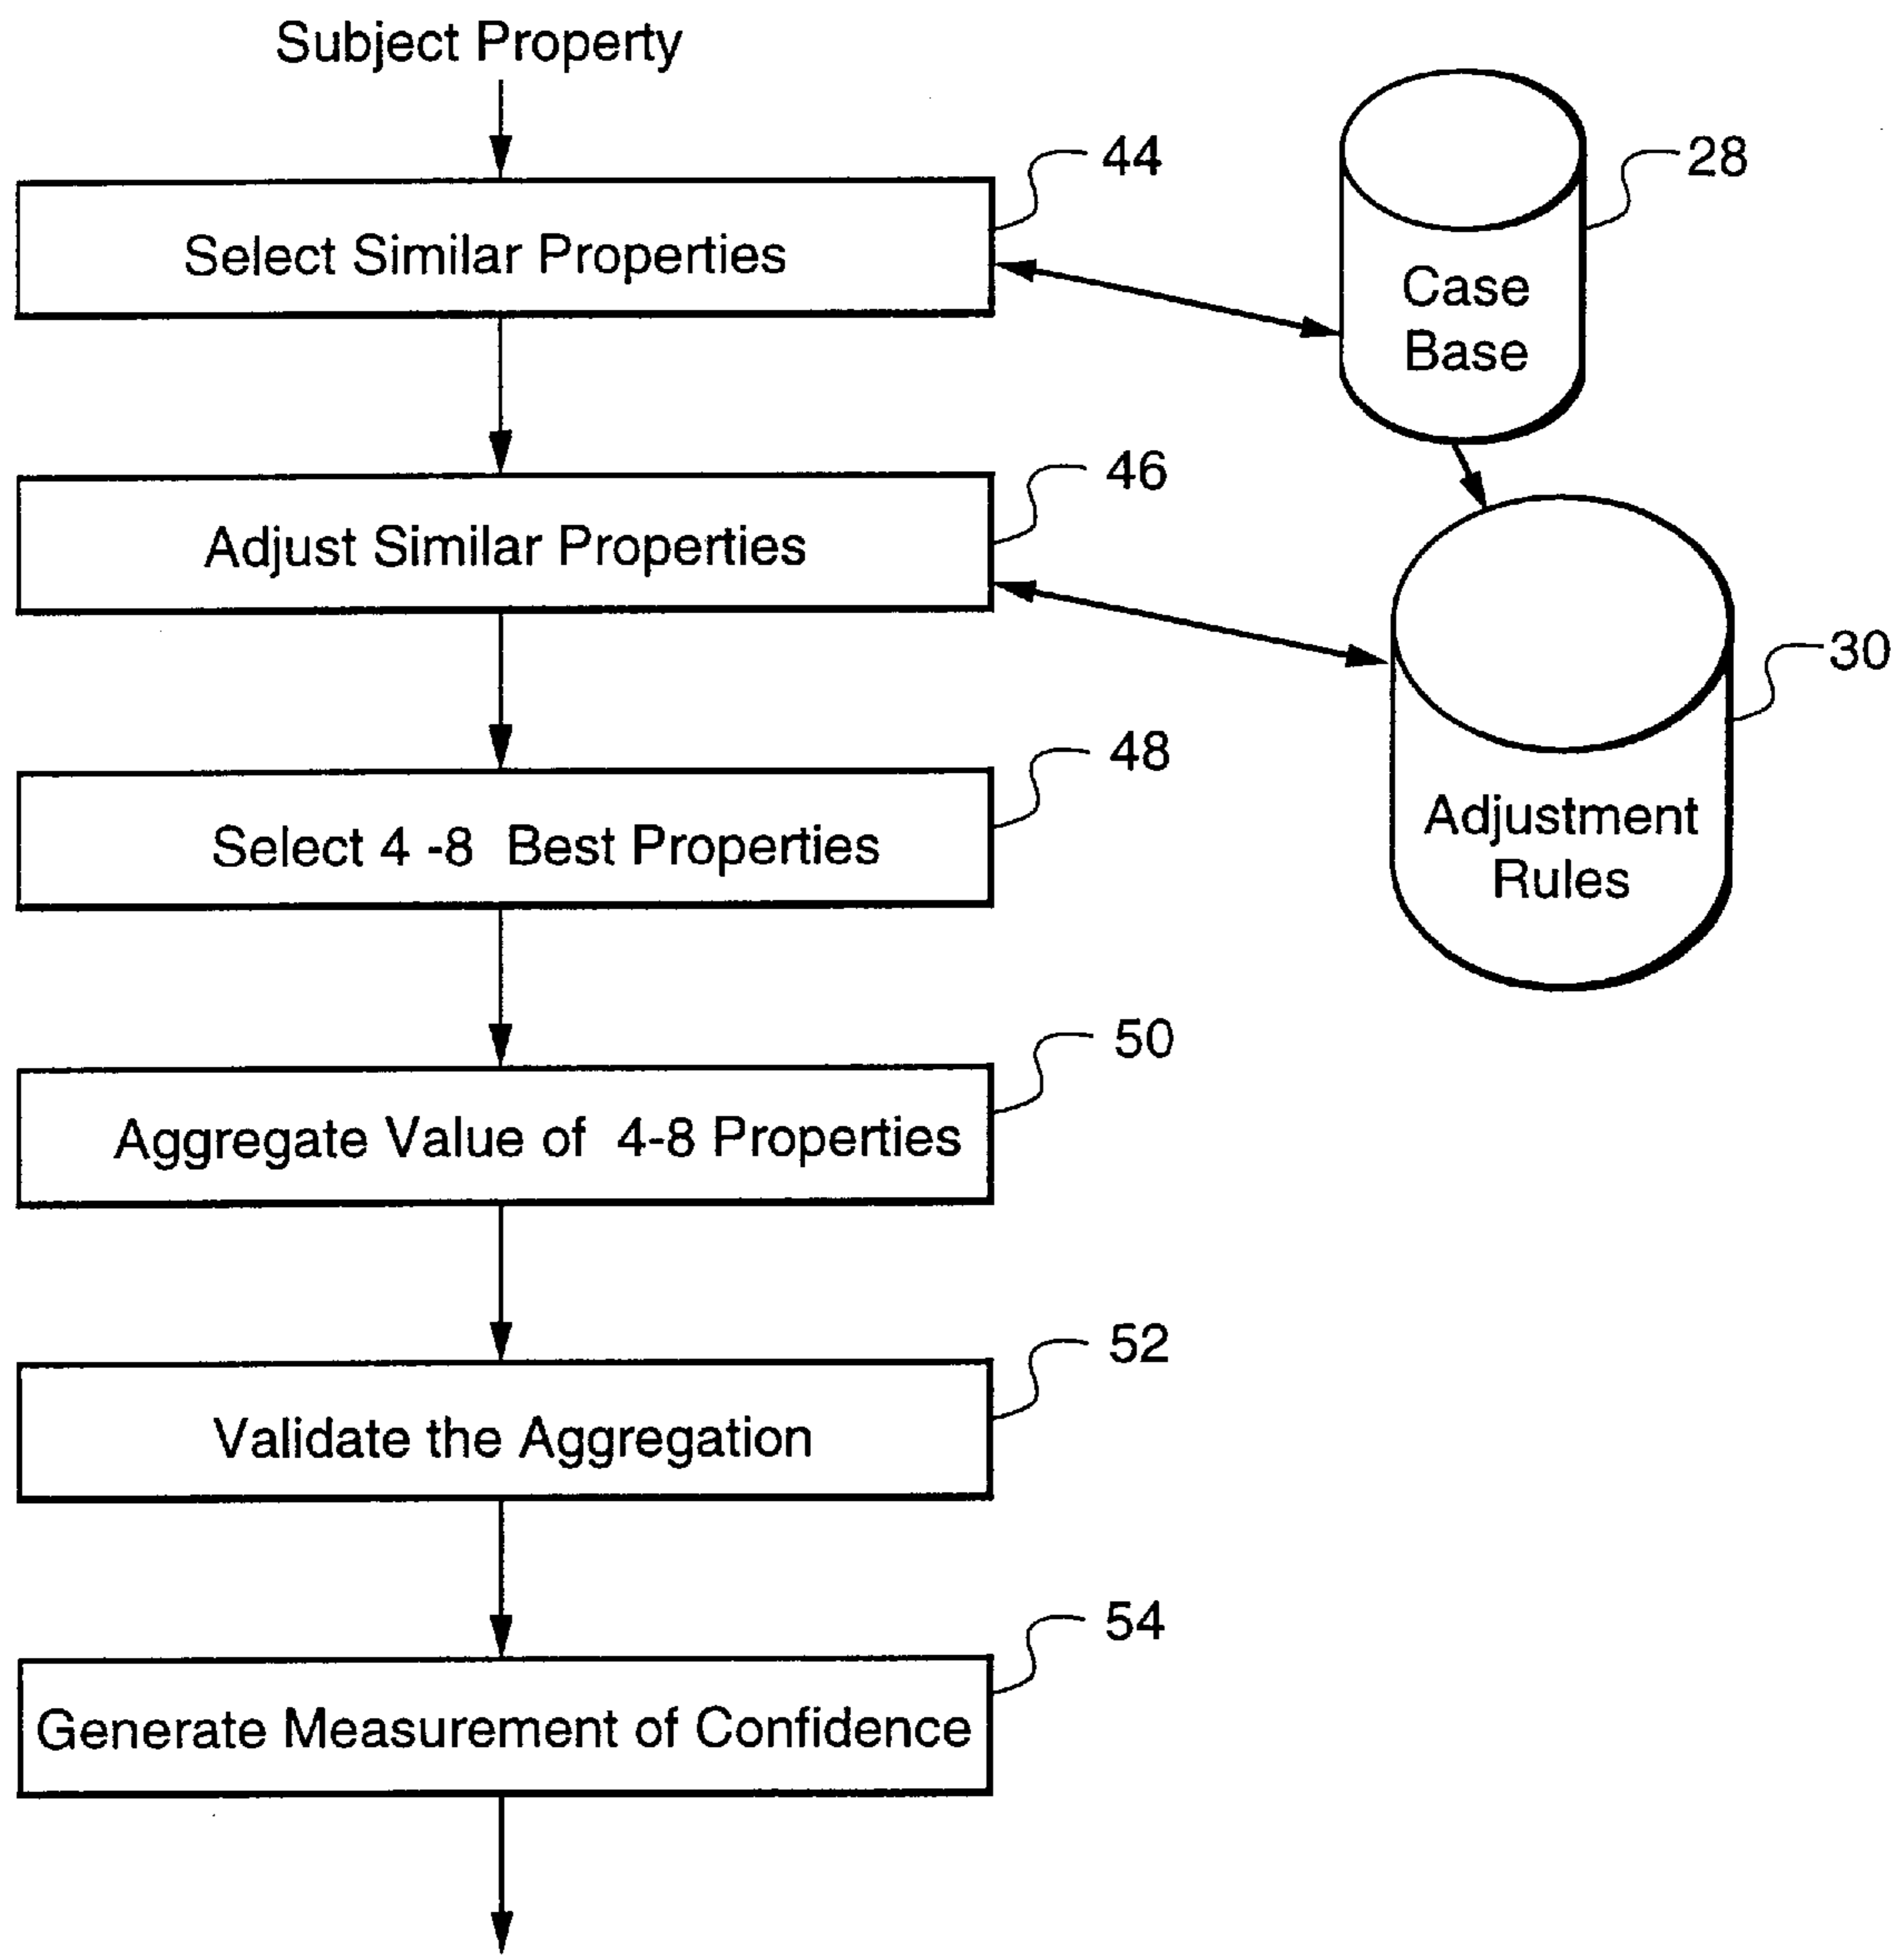 Subject Property
44
28
Select Similar Properties
Case
Base
46
Adjust Similar Properties
30
48
Adjustment
Rules
Select 4 -8 Best Properties
50
Aggregate Value of 4-8 Properties
52
Validate the Aggregation
54
Generate Measurement of Confidence